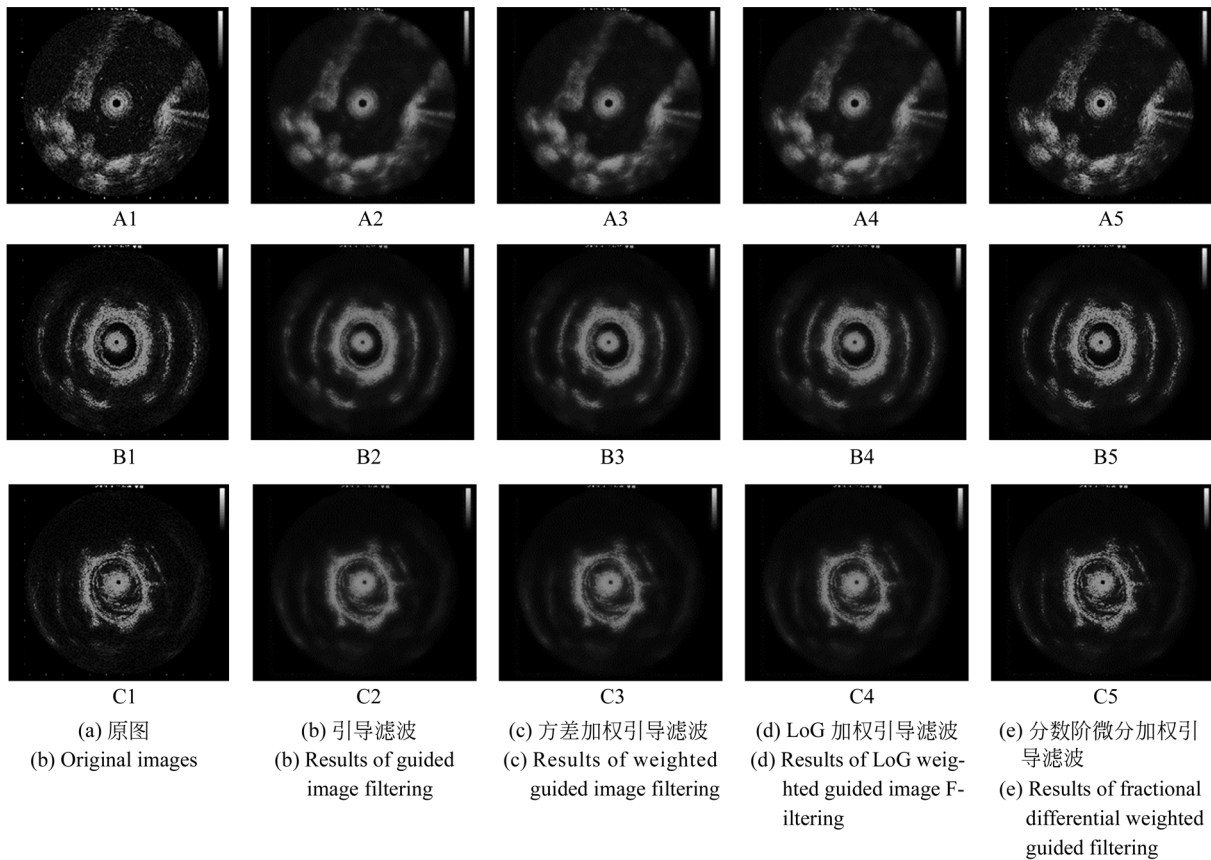 A1 A2 A3 A4 A5
B1 B2 B3 B4 B5
C1 C2 C3 C4 C5
(a) 原图
(b) Original images
(b) 引导滤波
(b) Results of guided
image filtering
(c) 方差加权引导滤波
(c) Results of weighted
guided image filtering
(d) LoG 加权引导滤波
(d) Results of LoG weig-
hted guided image F-
iltering
(e) 分数阶微分加权引
导滤波
(e) Results of fractional
differential weighted
guided filtering